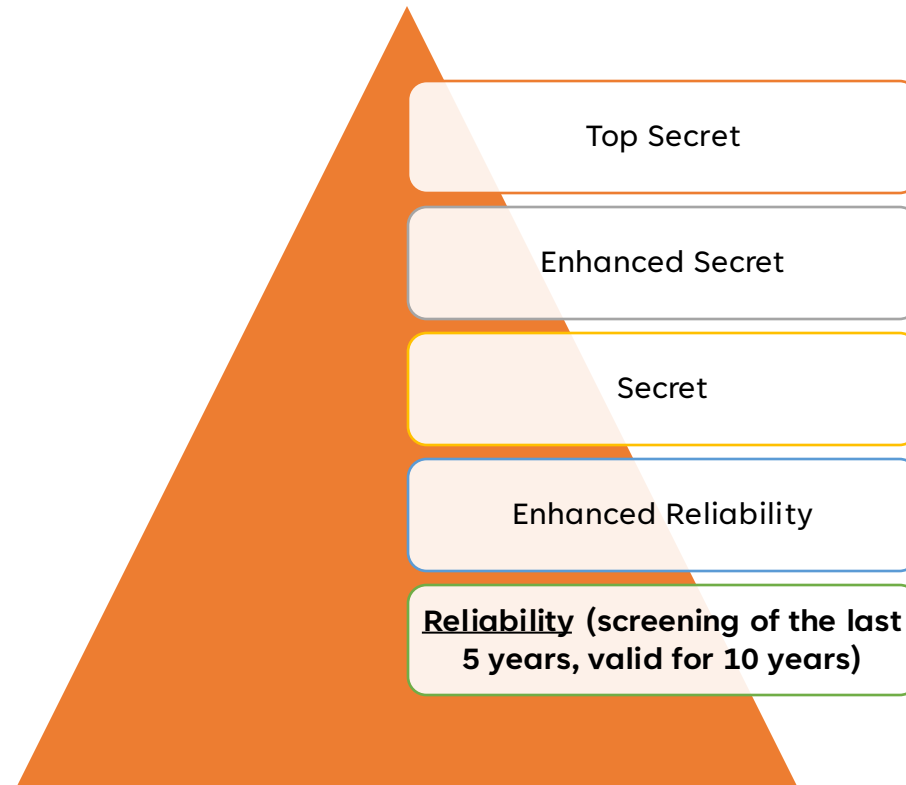 Top Secret
Enhanced Secret
Secret
Enhanced Reliability
Reliability (screening of the last
5 years, valid for 10 years)